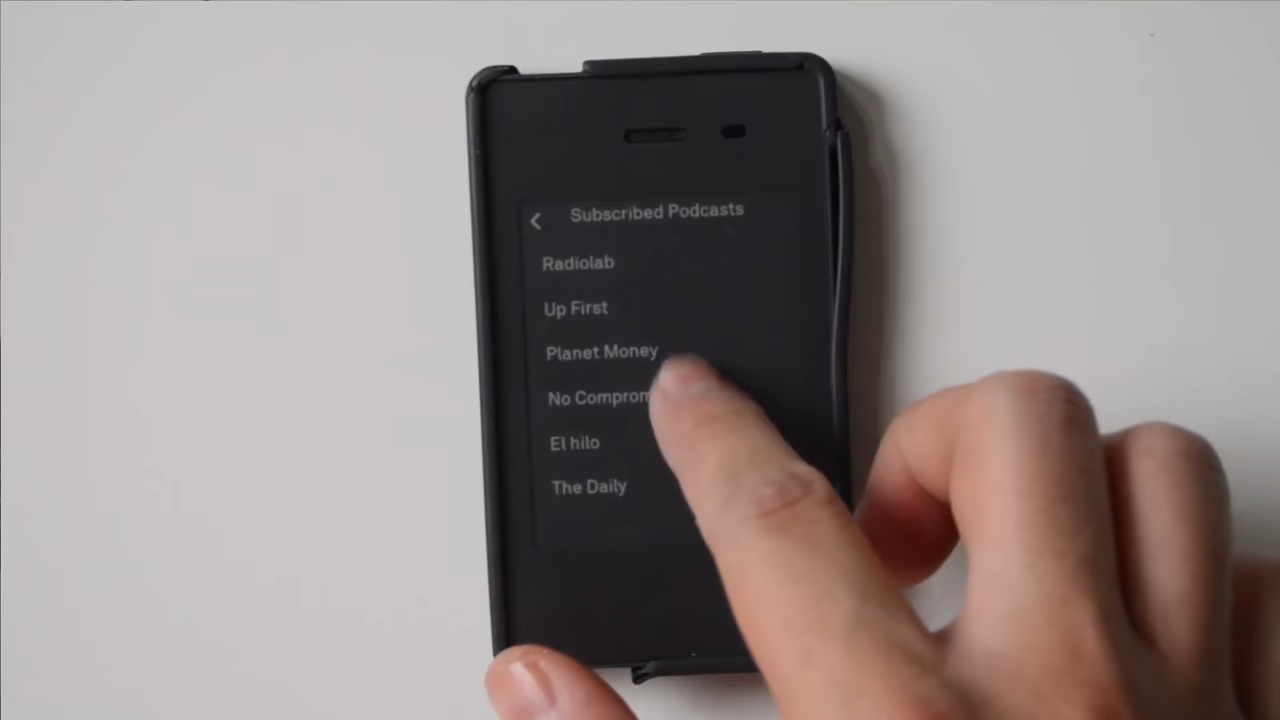 Subscribed Podcasts
Radiolab
Up First
Planet Money
No
El hilo
The Daily